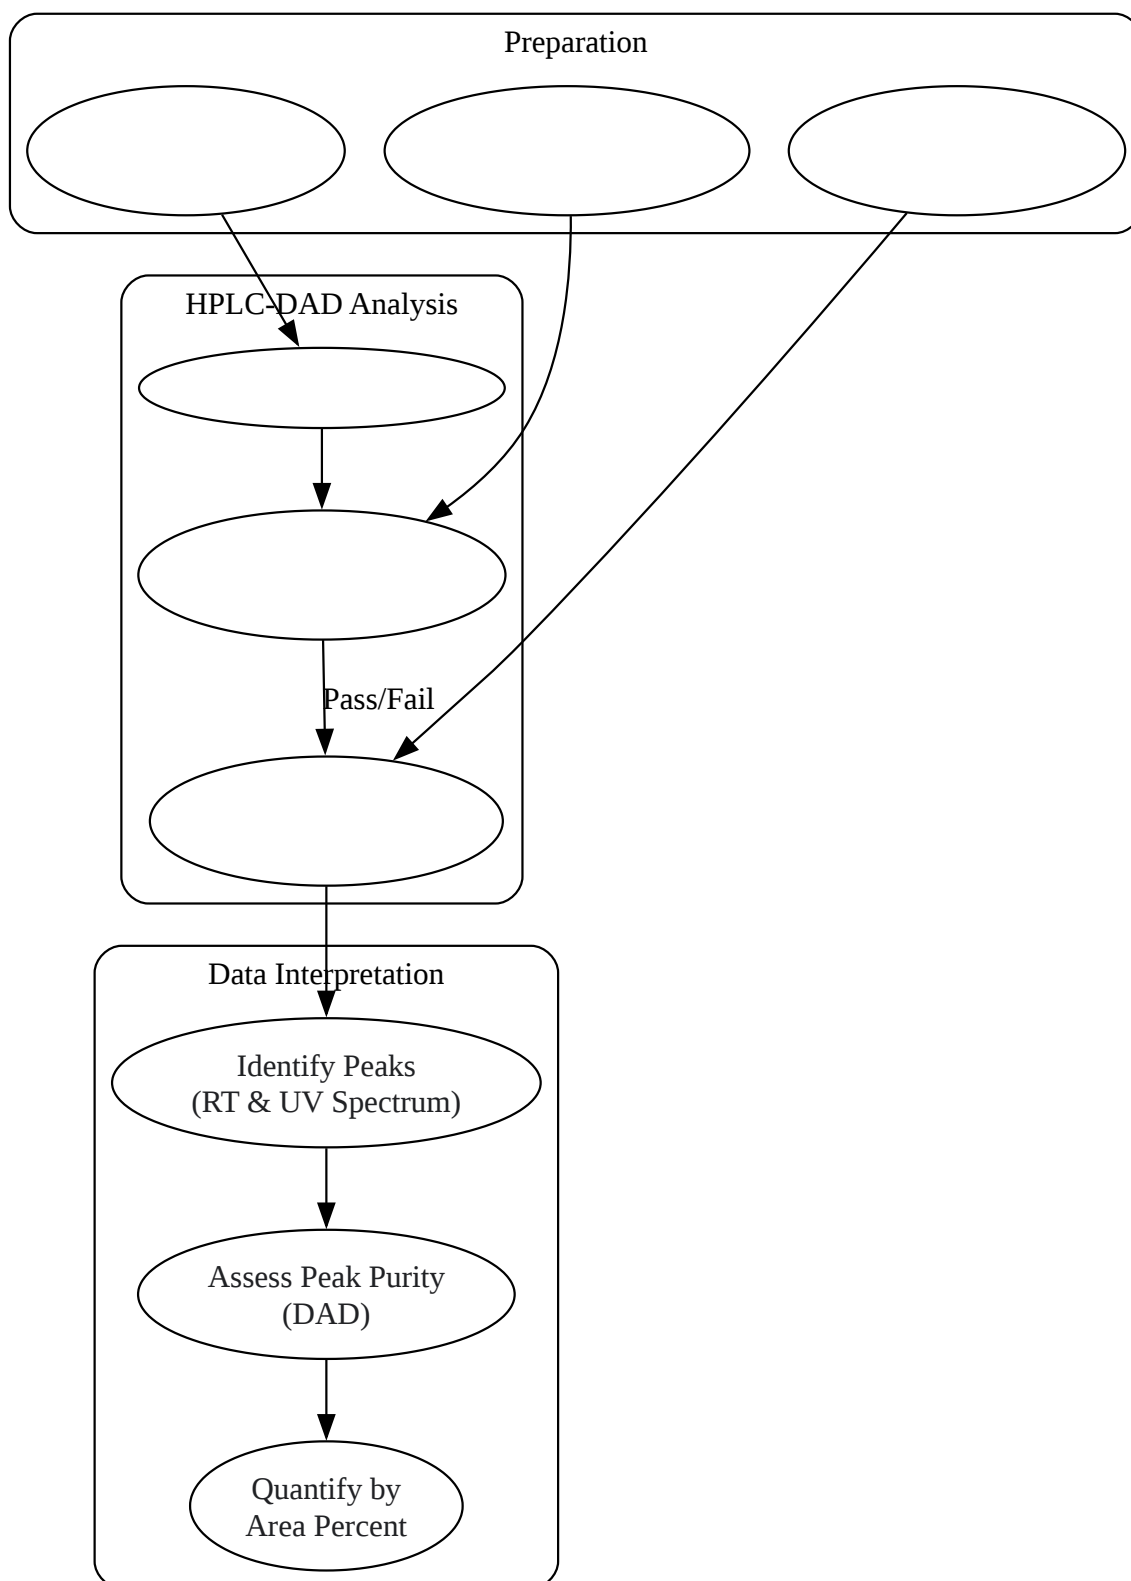 Preparation
HPLC-DAD Analysis
Pass/Fail
Data Interpretation
Identify Peaks
(RT & UV Spectrum)
Assess Peak Purity
(DAD)
Quantify by
Area Percent